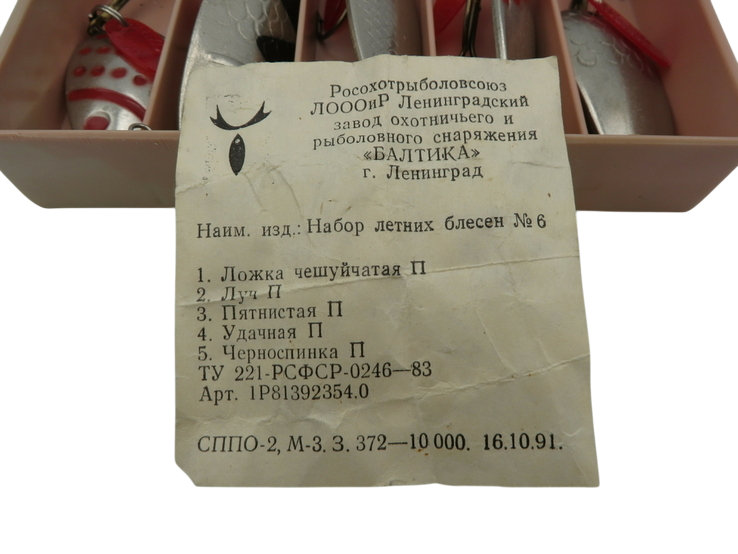 Росохотрыболовсоюз
ЛОООиР Ленинградский
завод охотничьего и
рыболовного снаряжения
«БАЛТИКА»
г. Ленинград
Наим. изд.: Набор летних блесен № 6
1. Ложка чешуйчатая П
2. Луч П
3. Пятнистая П
4. Удачная П
5. Черноспинка П
ТУ 221-РСФСР-0246—83
Арт. 1Р81392354.0
СППО-2, М-3. З. 372—10 000. 16.10.91.